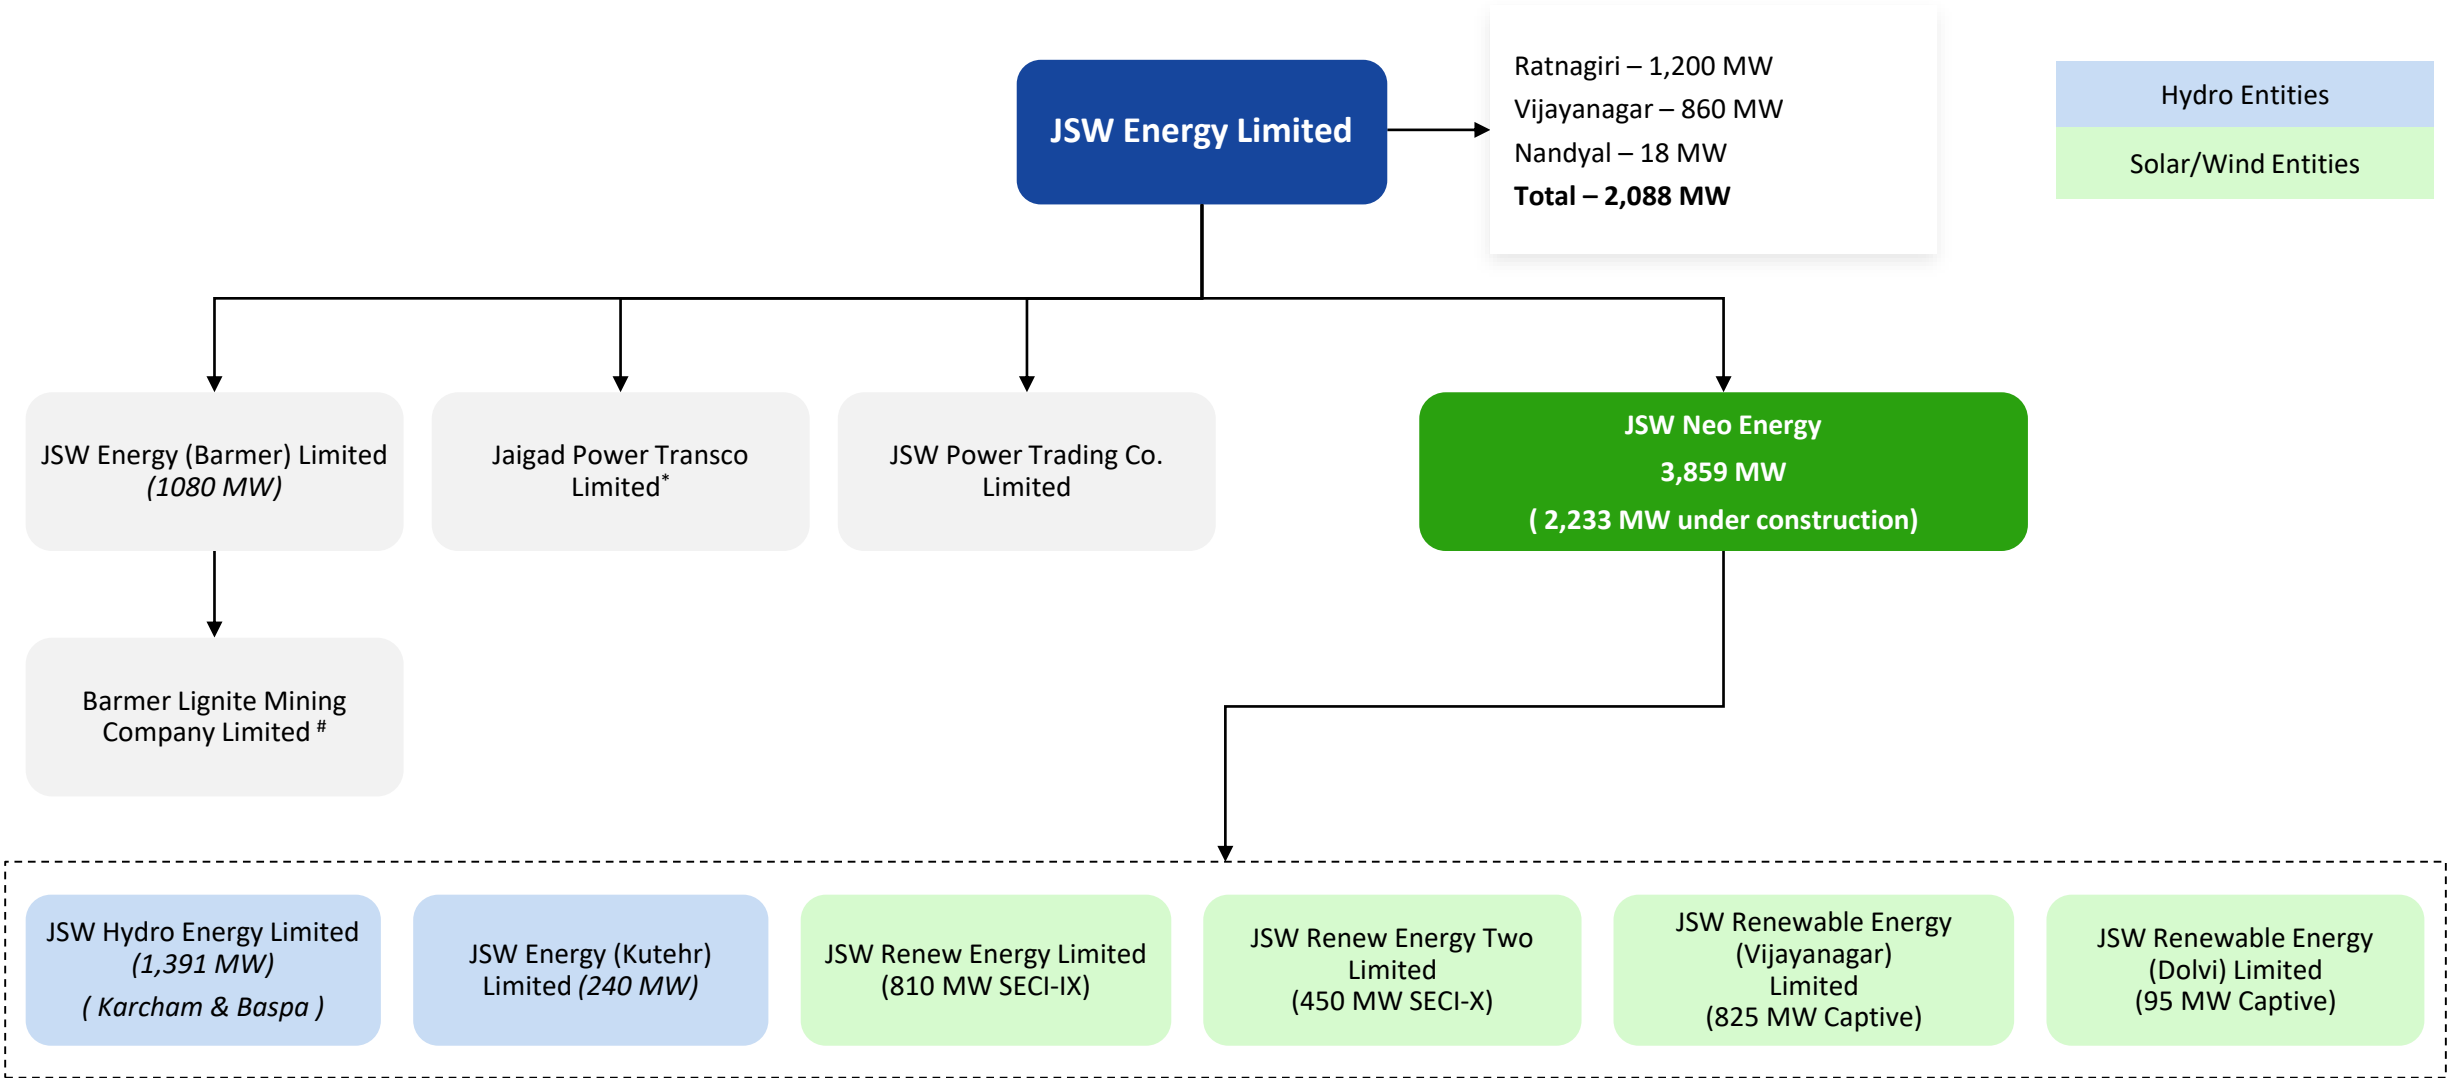 JSW Energy Limited
Ratnagiri – 1,200 MW
Vijayanagar – 860 MW
Nandyal – 18 MW
Total – 2,088 MW
Hydro Entities
Solar/Wind Entities
JSW Energy (Barmer) Limited
(1080 MW)
Jaigad Power Transco
Limited*
JSW Power Trading Co.
Limited
JSW Neo Energy
3,859 MW
( 2,233 MW under construction)
Barmer Lignite Mining
Company Limited #
JSW Hydro Energy Limited
(1,391 MW)
( Karcham & Baspa )
JSW Energy (Kutehr)
Limited (240 MW)
JSW Renew Energy Limited
(810 MW SECI-IX)
JSW Renew Energy Two
Limited
(450 MW SECI-X)
JSW Renewable Energy
(Vijayanagar)
Limited
(825 MW Captive)
JSW Renewable Energy
(Dolvi) Limited
(95 MW Captive)